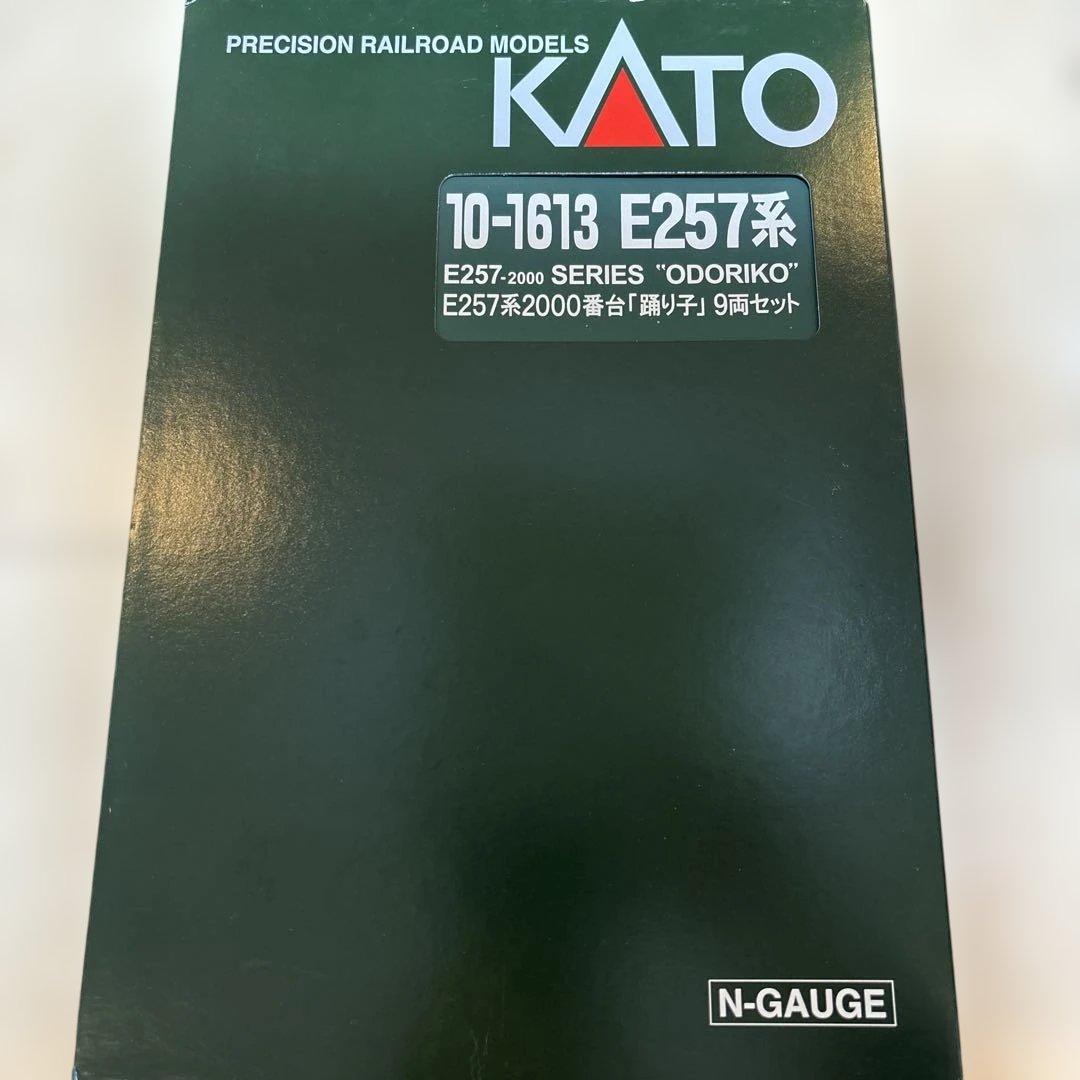 PRECISION RAILROAD MODELS
KATO
10-1613 E257系
E257-2000 SERIES “ODORIKO”
E257系2000番台「踊り子」9両セット
N-GAUGE